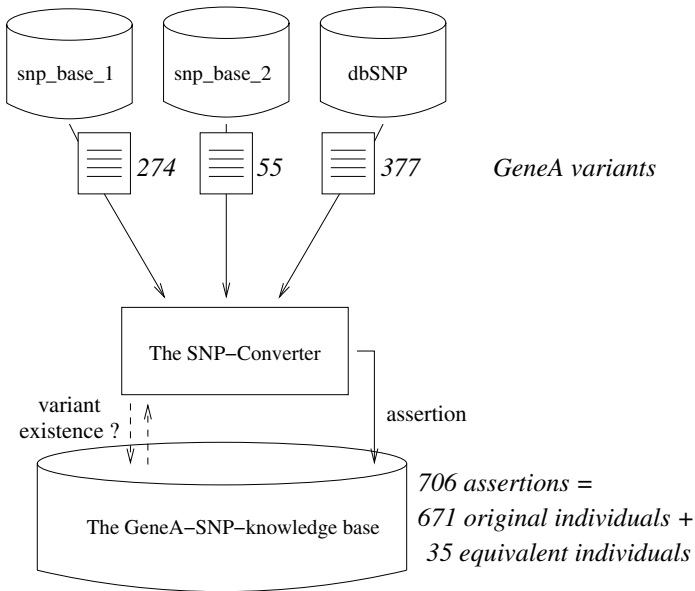 snp_base_1
snp_base_2
dbSNP
274
55
377
GeneA variants
The SNP−Converter
variant
existence ?
assertion
706 assertions =
671 original individuals +
35 equivalent individuals
The GeneA−SNP−knowledge base